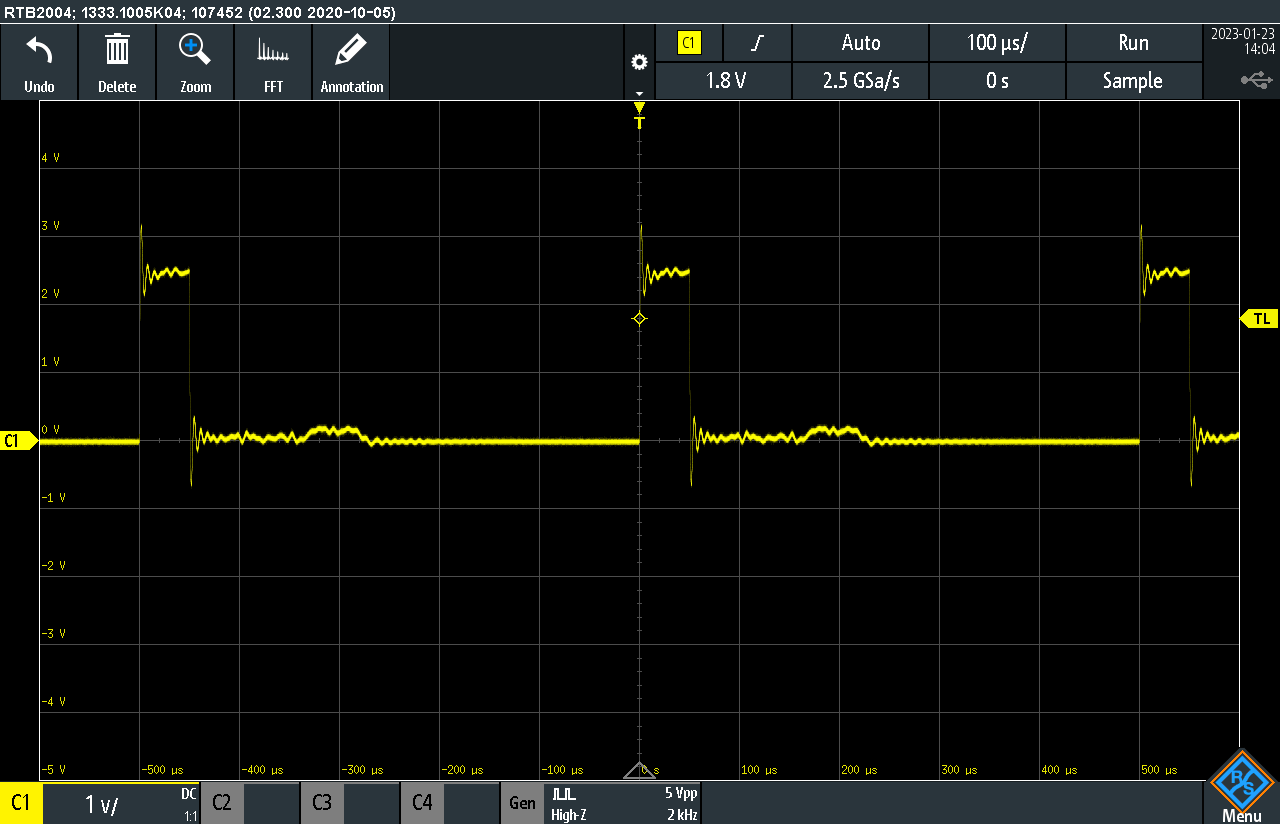 RTB2004; 1333.1005K04; 107452 (02.300 2020-10-05)
Undo
Delete
Zoom
FFT
Annotation
C1
Auto
100 µs/
Run
1.8 V
2.5 GSa/s
0 s
Sample
2023-01-23
14:04
T
4 V
3 V
2 V
TL
1 V
0 V
C1
-1 V
-2 V
-3 V
-4 V
-5 V
-500 µs
-400 µs
-300 µs
-200 µs
-100 µs
0 s
100 µs
200 µs
300 µs
400 µs
500 µs
C1
1 V/
DC
1:1
C2
C3
C4
Gen
High-Z
5 Vpp
2 kHz
R S
Menu